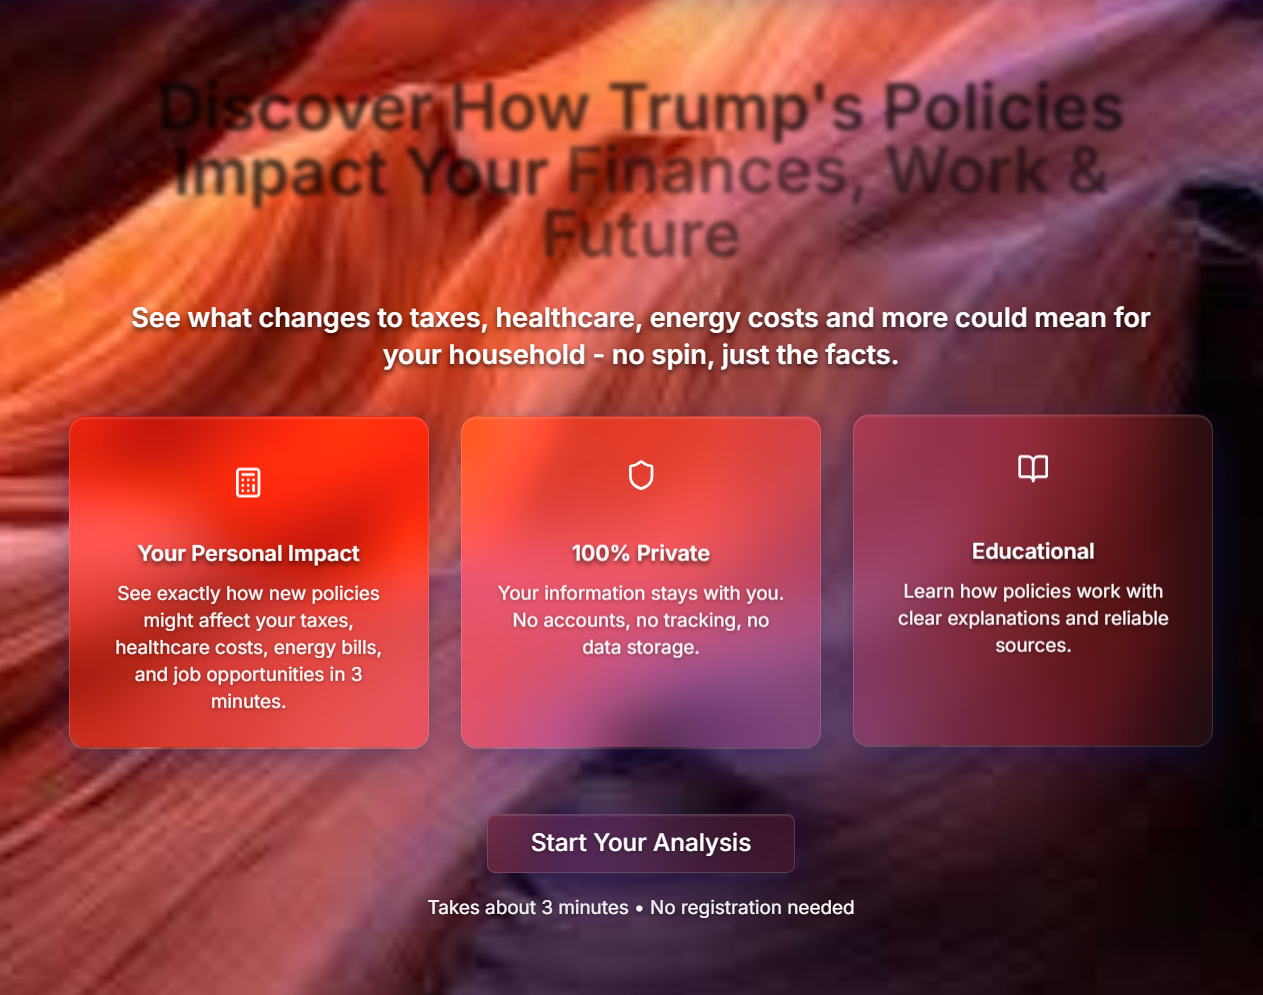 Discover How Trump's Policies
Impact Your Finances, Work &
Future
See what changes to taxes, healthcare, energy costs and more could mean for
your household - no spin, just the facts.
Your Personal Impact
See exactly how new policies
might affect your taxes,
healthcare costs, energy bills,
and job opportunities in 3
minutes.
100% Private
Your information stays with you.
No accounts, no tracking, no
data storage.
Educational
Learn how policies work with
clear explanations and reliable
sources.
Start Your Analysis
Takes about 3 minutes • No registration needed